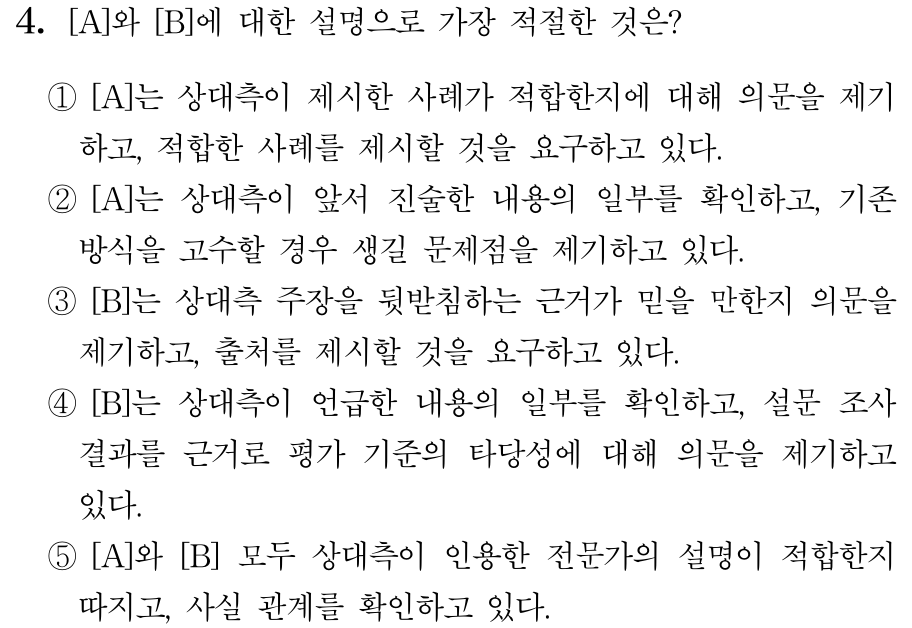 4. [A]와 [B]에 대한 설명으로 가장 적절한 것은?
① [A]는 상대측이 제시한 사례가 적합한지에 대해 의문을 제기
하고, 적합한 사례를 제시할 것을 요구하고 있다.
② [A]는 상대측이 앞서 진술한 내용의 일부를 확인하고, 기존
방식을 고수할 경우 생길 문제점을 제기하고 있다.
③ [B]는 상대측 주장을 뒷받침하는 근거가 믿을 만한지 의문을
제기하고, 출처를 제시할 것을 요구하고 있다.
④ [B]는 상대측이 언급한 내용의 일부를 확인하고, 설문 조사
결과를 근거로 평가 기준의 타당성에 대해 의문을 제기하고
있다.
⑤ [A]와 [B] 모두 상대측이 인용한 전문가의 설명이 적합한지
따지고, 사실 관계를 확인하고 있다.